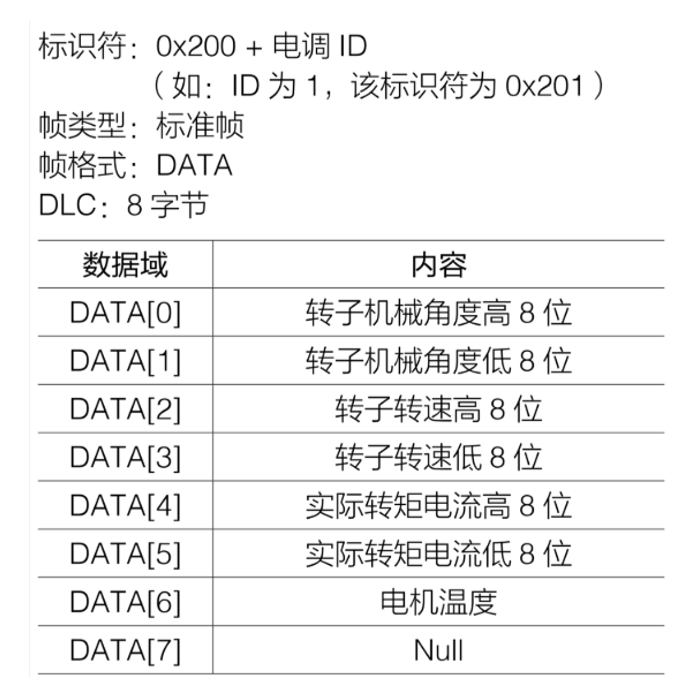 标识符：0x200 + 电调 ID
（如：ID 为 1，该标识符为 0x201）
帧类型：标准帧
帧格式：DATA
DLC：8 字节
数据域 内容
DATA[0] 转子机械角度高 8 位
DATA[1] 转子机械角度低 8 位
DATA[2] 转子转速高 8 位
DATA[3] 转子转速低 8 位
DATA[4] 实际转矩电流高 8 位
DATA[5] 实际转矩电流低 8 位
DATA[6] 电机温度
DATA[7] Null